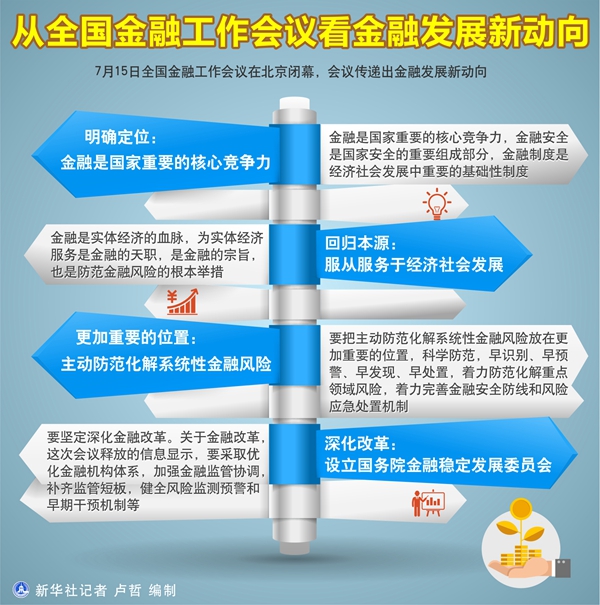 从全国金融工作会议看金融发展新动向
7月15日全国金融工作会议在北京闭幕，会议传递出金融发展新动向
明确定位：
金融是国家重要的核心竞争力
金融是国家重要的核心竞争力，金融安全
是国家安全的重要组成部分，金融制度是
经济社会发展中重要的基础性制度
金融是实体经济的血脉，为实体经济
服务是金融的天职，是金融的宗旨，
也是防范金融风险的根本举措
回归本源：
服从服务于经济社会发展
¥
更加重要的位置：
主动防范化解系统性金融风险
要把主动防范化解系统性金融风险放在更
加重要的位置，科学防范，早识别、早预
警、早发现、早处置，着力防范化解重点
领域风险，着力完善金融安全防线和风险
应急处置机制
要坚定深化金融改革。关于金融改革，
这次会议释放的信息显示，要采取优
化金融机构体系，加强金融监管协调，
补齐监管短板，健全风险监测预警和
早期干预机制等
深化改革：
设立国务院金融稳定发展委员会
新华社记者 卢哲 编制